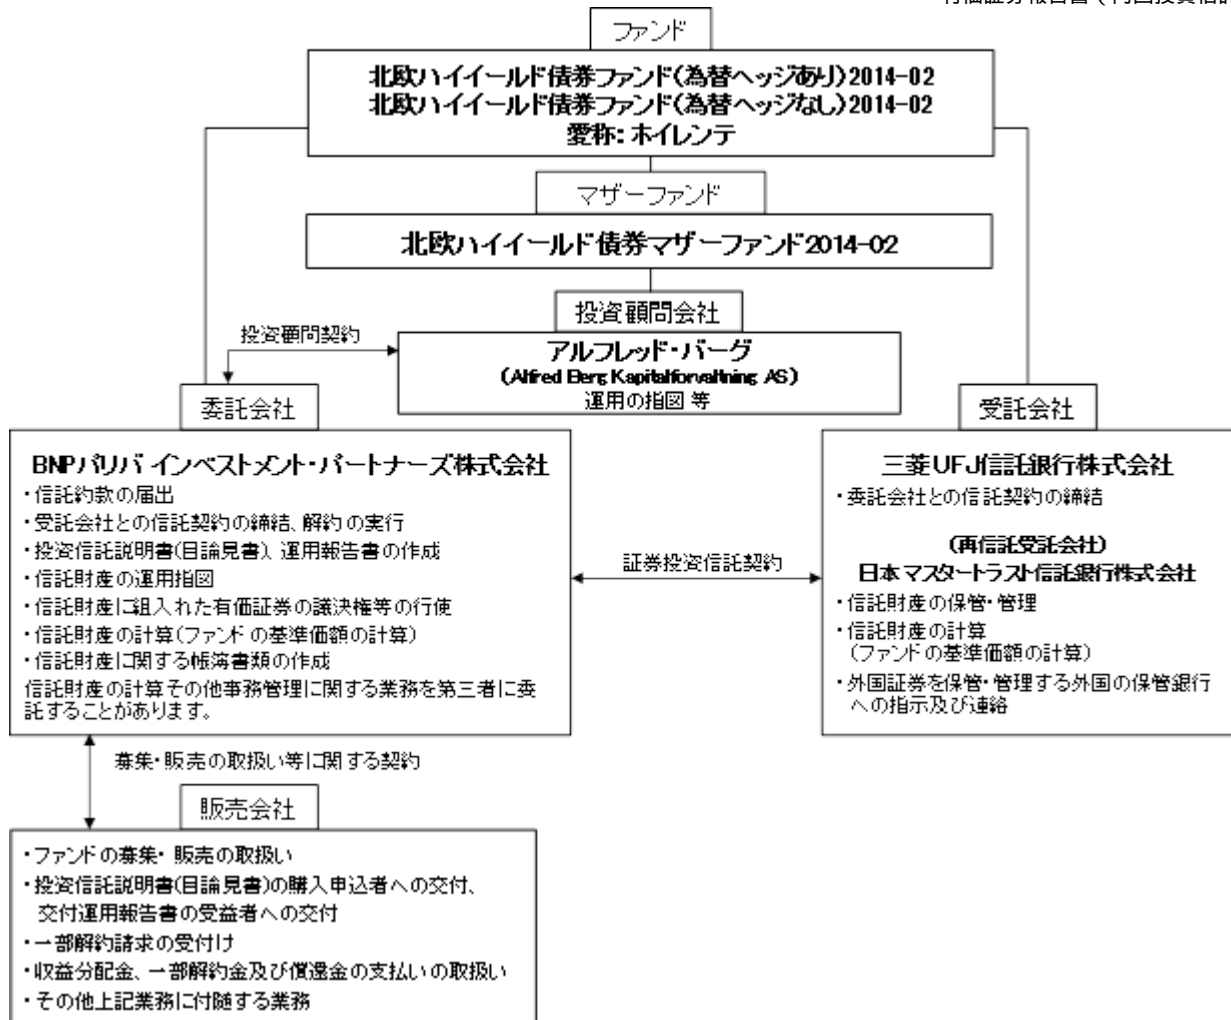 ファンド
北欧ハイイールド債券ファンド(為替ヘッジあり)2014-02
北欧ハイイールド債券ファンド(為替ヘッジなし)2014-02
愛称:ホイレンテ
マザーファンド
北欧ハイイールド債券マザーファンド2014-02
投資顧問会社
投資顧問契約
アルフレッド・バーグ
(Alfred Berg Kapitalforvaltning AS)
運用の指図 等
委託会社
BNPパリバ インベストメント・パートナーズ株式会社
・信託約款の届出
・受託会社との信託契約の締結、解約の実行
・投資信託説明書(目論見書)、運用報告書の作成
・信託財産の運用指図
・信託財産に組入れた有価証券の議決権等の行使
・信託財産の計算(ファンドの基準価額の計算)
・信託財産に関する帳簿書類の作成
信託財産の計算その他事務管理に関する業務を第三者に委
託することがあります。
証券投資信託契約
受託会社
三菱UFJ信託銀行株式会社
・委託会社との信託契約の締結
(再信託受託会社)
日本マスタートラスト信託銀行株式会社
・信託財産の保管・管理
・信託財産の計算
(ファンドの基準価額の計算)
・外国証券を保管・管理する外国の保管銀行
への指示及び連絡
募集・販売の取扱い等に関する契約
販売会社
・ファンドの募集・販売の取扱い
・投資信託説明書(目論見書)の購入申込者への交付、
交付運用報告書の受益者への交付
・一部解約請求の受付け
・収益分配金、一部解約金及び償還金の支払いの取扱い
・その他上記業務に付随する業務